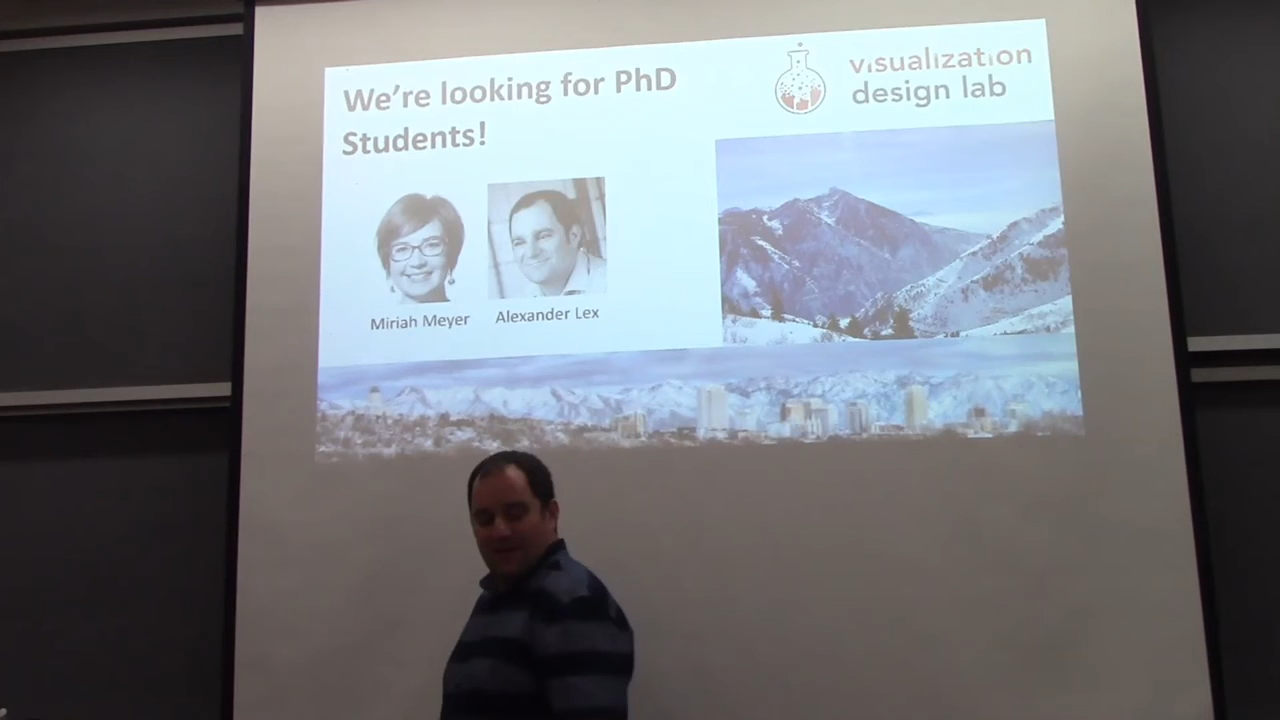 We're looking for PhD
Students!
visualization
design lab
Miriah Meyer
Alexander Lex